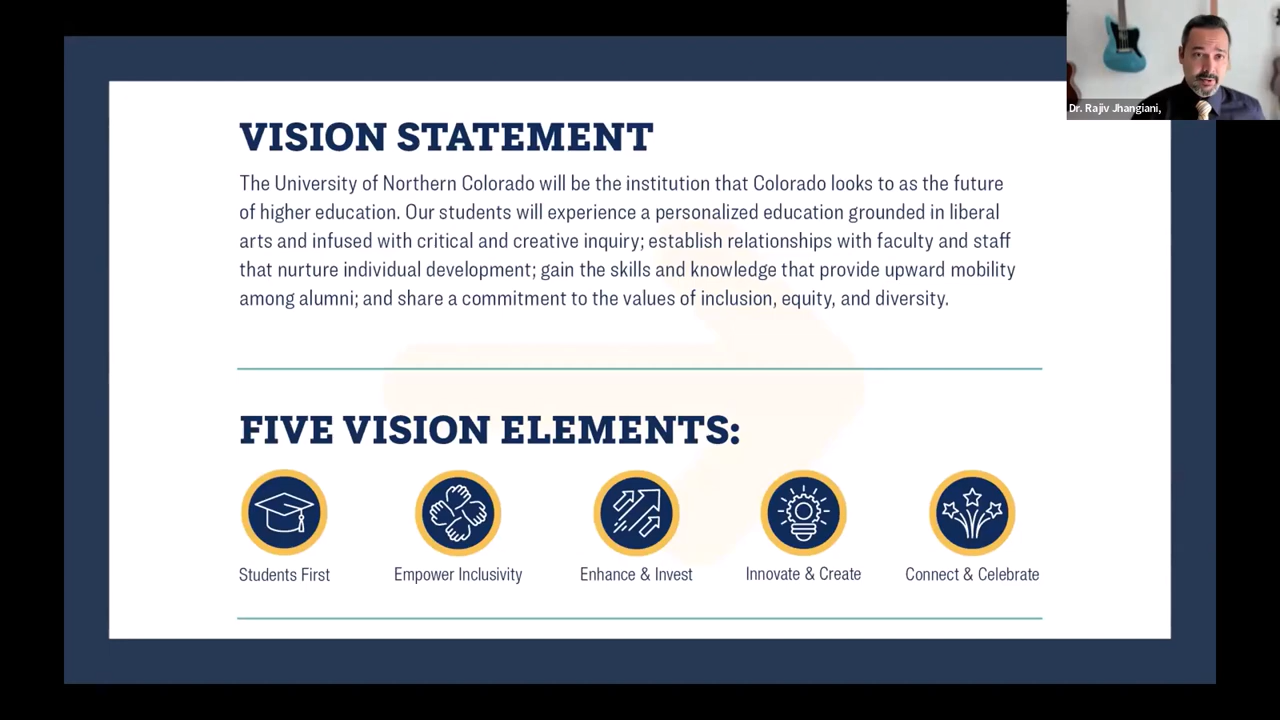 Dr. Rajiv Jhangiani,
VISION STATEMENT
The University of Northern Colorado will be the institution that Colorado looks to as the future
of higher education. Our students will experience a personalized education grounded in liberal
arts and infused with critical and creative inquiry; establish relationships with faculty and staff
that nurture individual development; gain the skills and knowledge that provide upward mobility
among alumni; and share a commitment to the values of inclusion, equity, and diversity.
FIVE VISION ELEMENTS:
Students First
Empower Inclusivity
Enhance & Invest
Innovate & Create
Connect & Celebrate